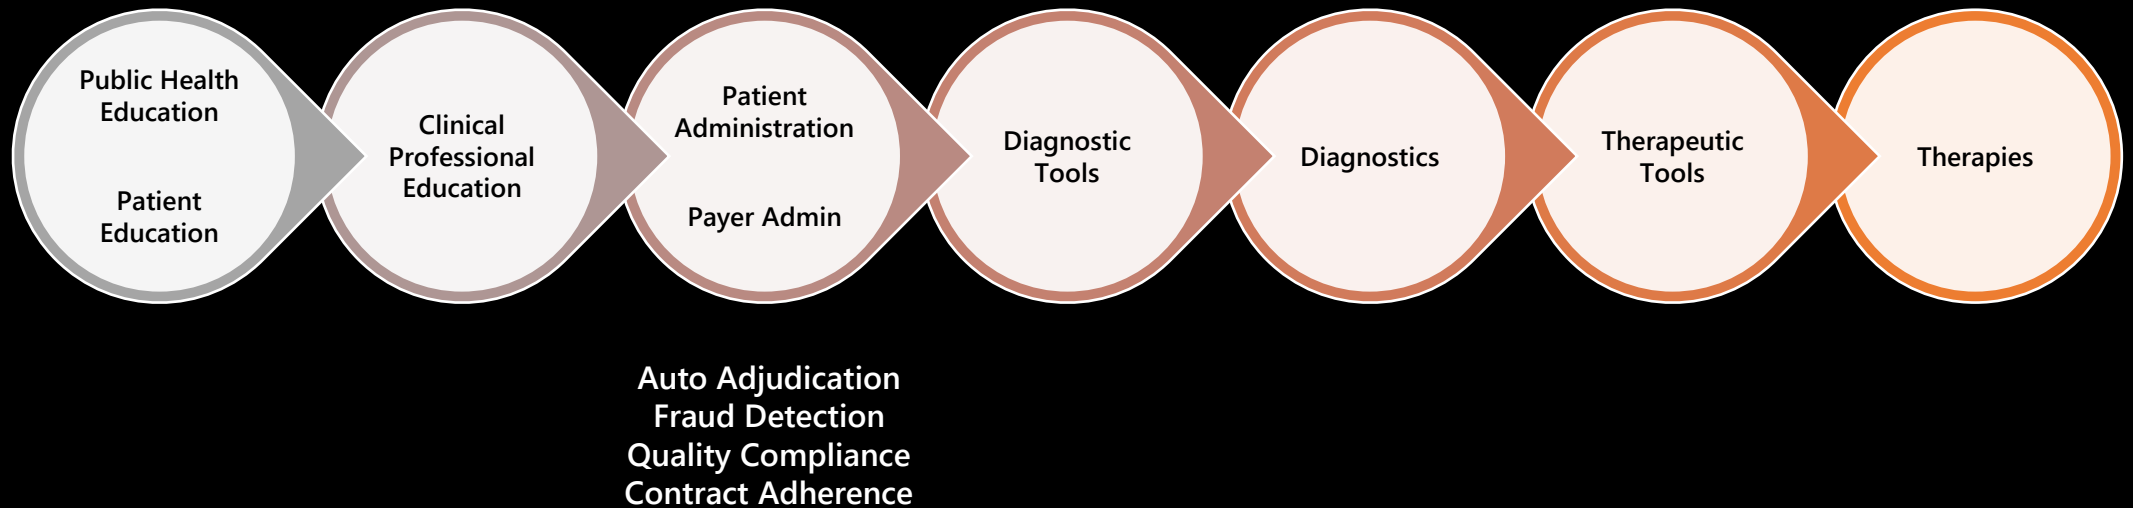 Public Health
Education
Patient
Education
Clinical
Professional
Education
Patient
Administration
Payer Admin
Diagnostic
Tools
Diagnostics
Therapeutic
Tools
Therapies
Auto Adjudication
Fraud Detection
Quality Compliance
Contract Adherence